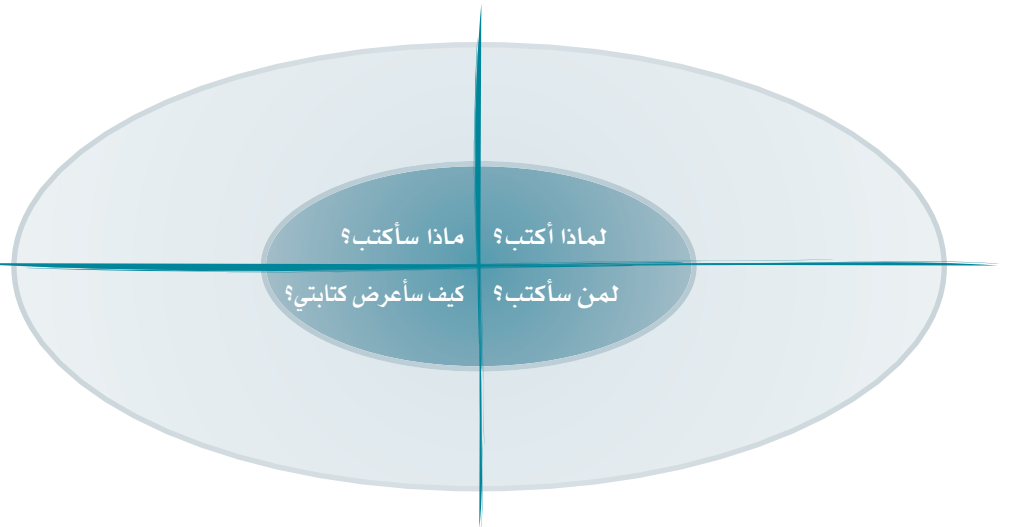 لماذا أكتب؟
ماذا سأكتب؟
لمن سأكتب؟
كيف سأعرض كتابتي؟